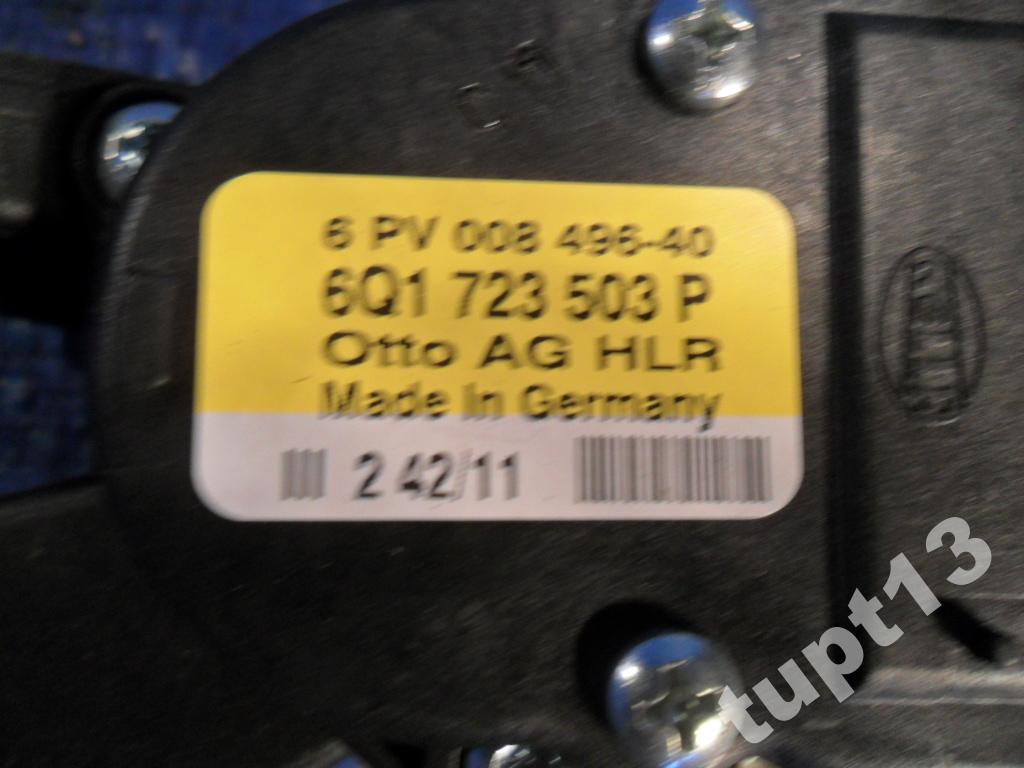 6 PV 008 496-40
6Q1 723 503 P
Otto AG HLR
Made In Germany
2 42/11
tupt13